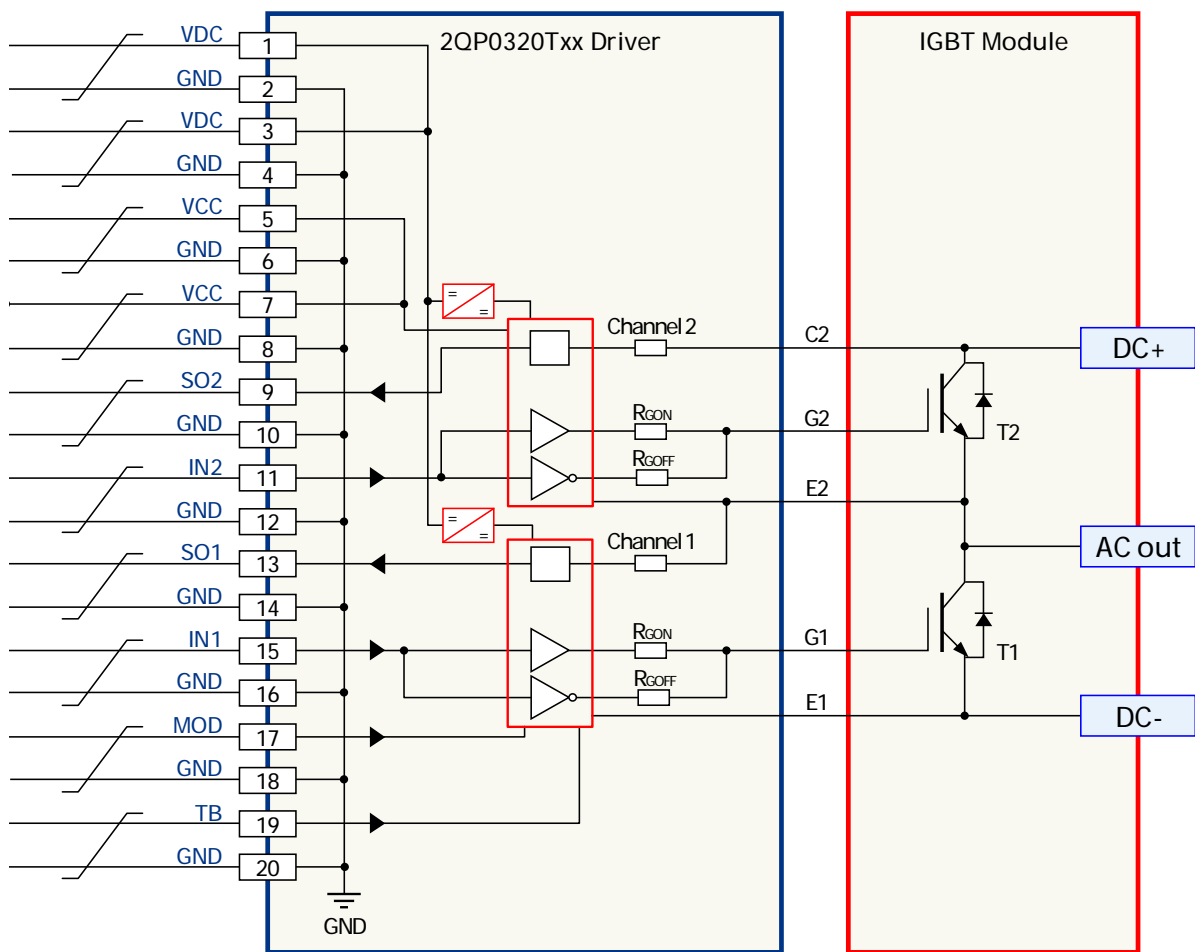 2QP0320Txx Driver
IGBT Module
VDC 1
GND 2
VDC 3
GND 4
VCC 5
GND 6
VCC 7
GND 8
SO2 9
GND 10
IN2 11
GND 12
SO1 13
GND 14
IN1 15
GND 16
MOD 17
GND 18
TB 19
GND 20
GND
= =
Channel 2
RGON
RGOFF
= =
Channel 1
RGON
RGOFF
C2
G2
E2
G1
E1
T2
T1
DC+
AC out
DC-